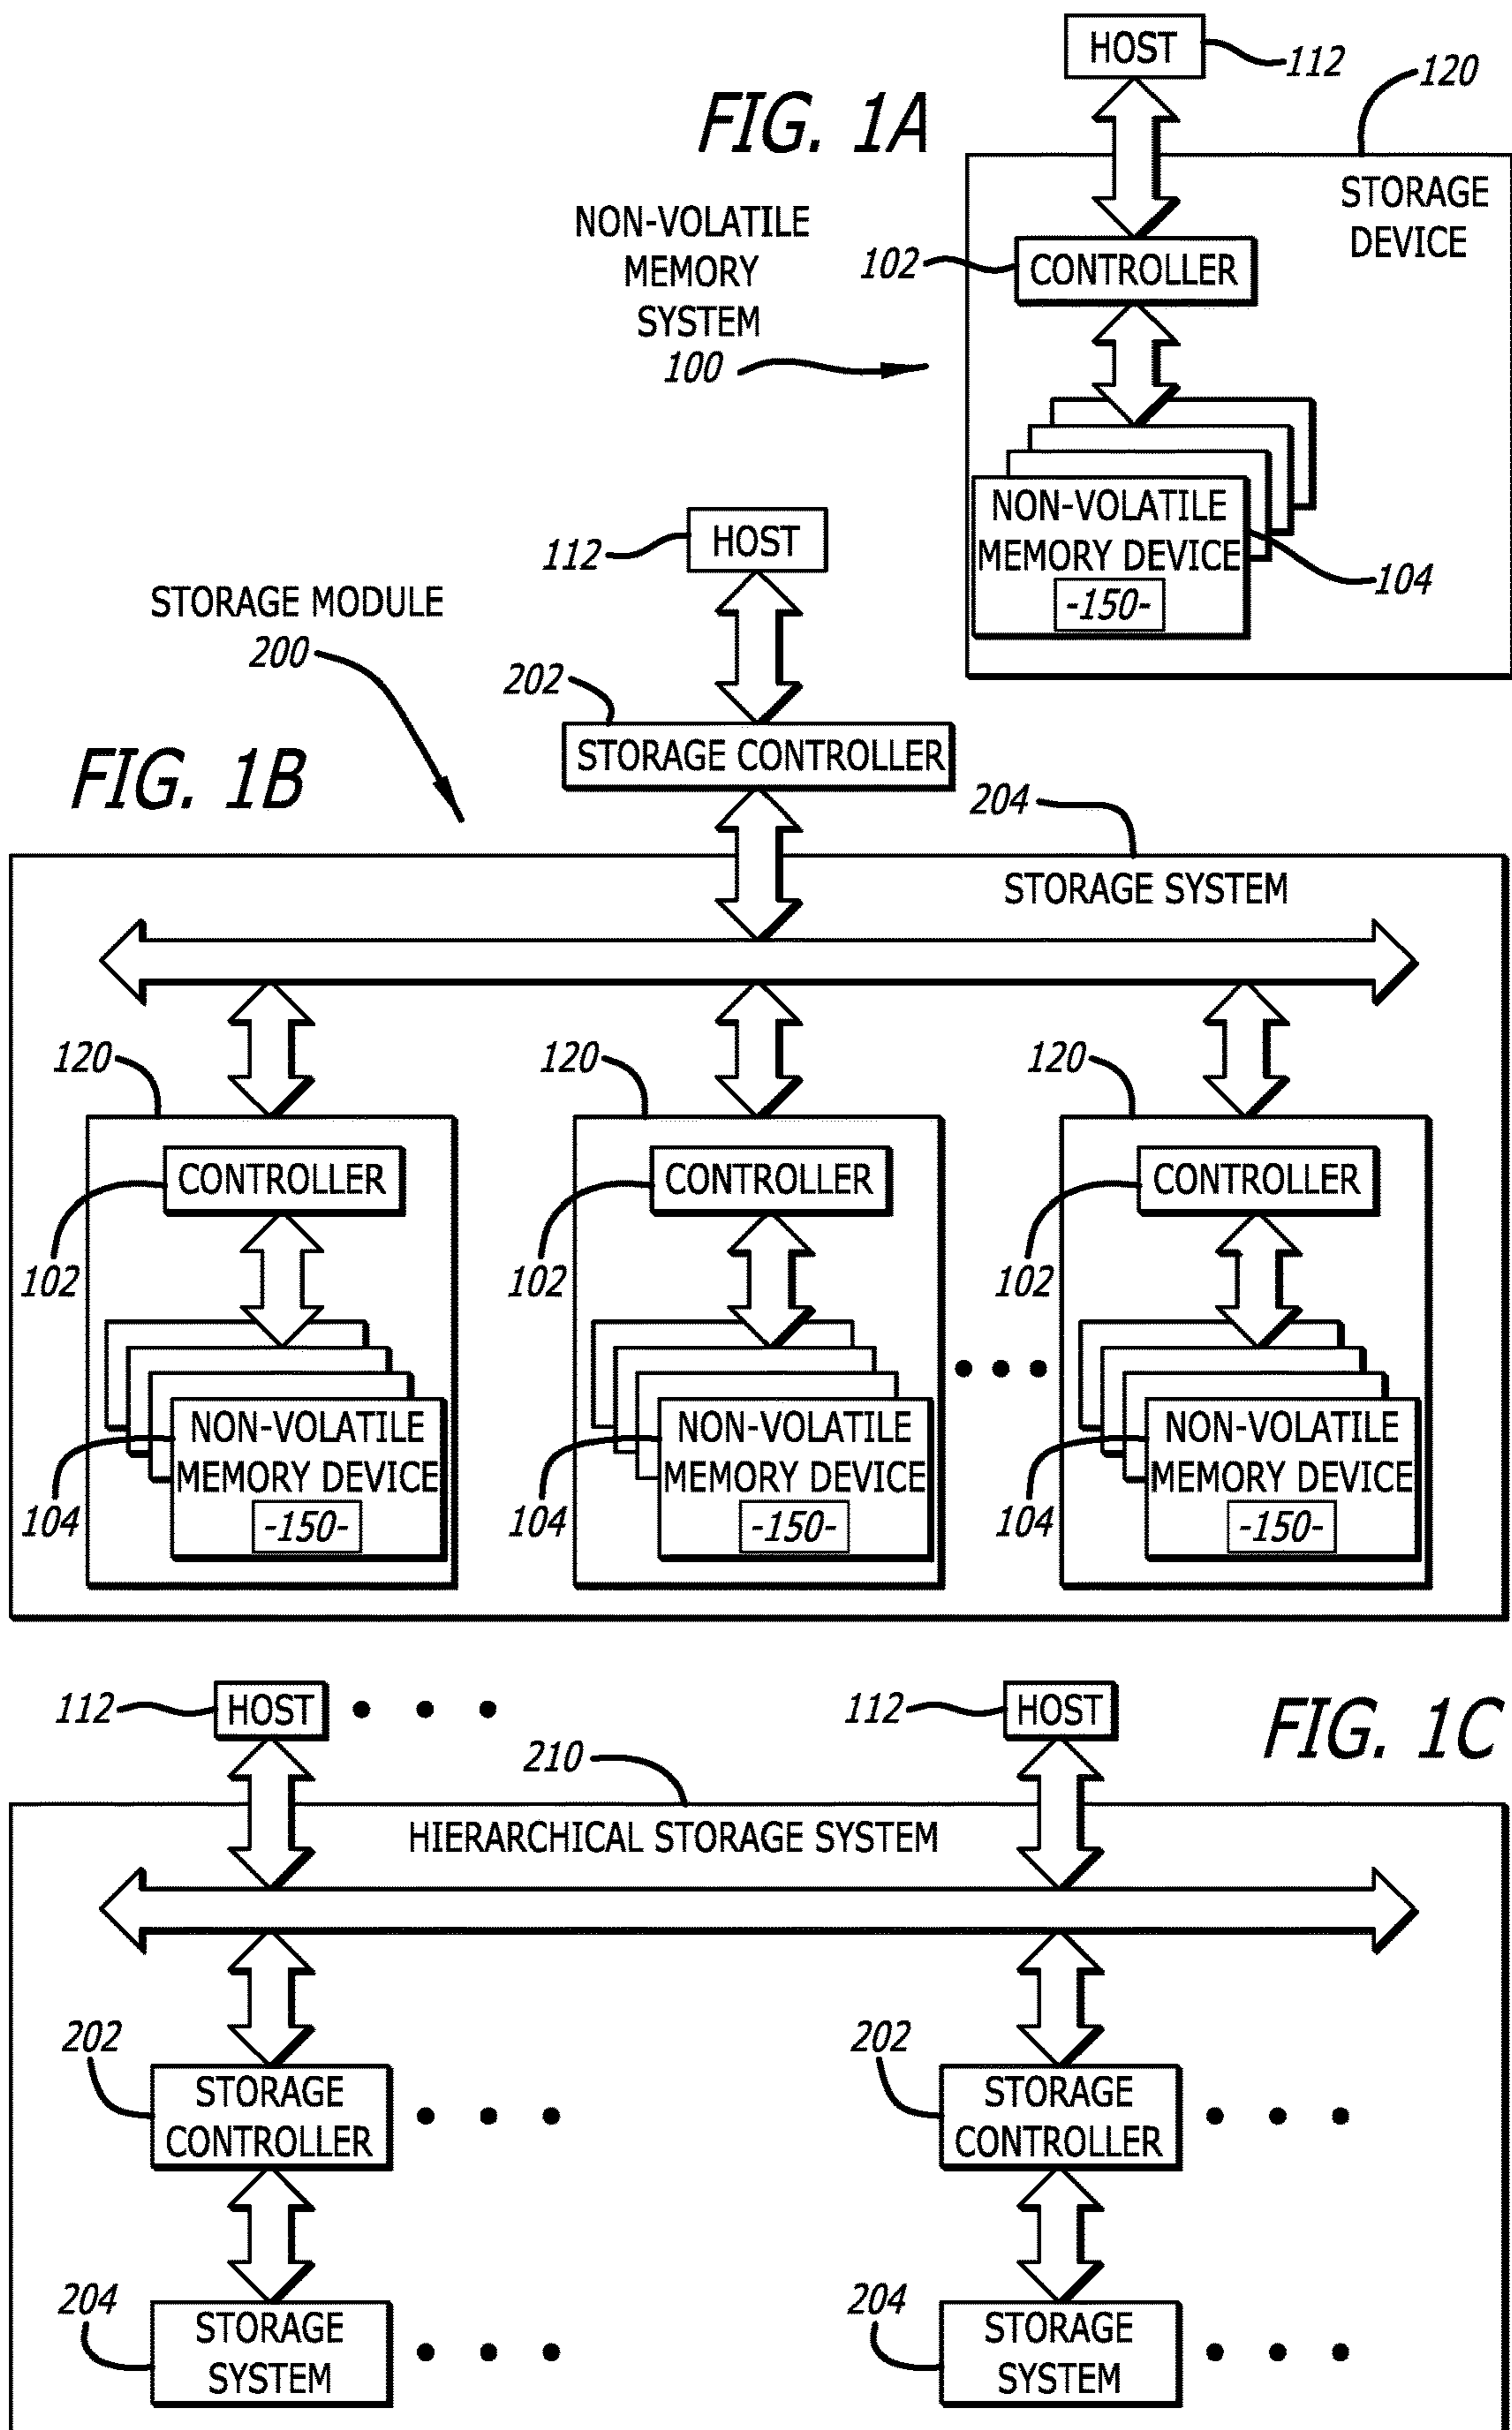 HOST
112
120
FIG. 1A
STORAGE
DEVICE
NON-VOLATILE
MEMORY
SYSTEM
100
102
CONTROLLER
NON-VOLATILE
MEMORY DEVICE
-150-
104
112
HOST
STORAGE MODULE
200
202
STORAGE CONTROLLER
FIG. 1B
204
STORAGE SYSTEM
120
120
120
CONTROLLER
CONTROLLER
CONTROLLER
102
102
102
NON-VOLATILE
MEMORY DEVICE
-150-
104
NON-VOLATILE
MEMORY DEVICE
-150-
104
NON-VOLATILE
MEMORY DEVICE
-150-
104
112
HOST
112
HOST
FIG. 1C
210
HIERARCHICAL STORAGE SYSTEM
202
STORAGE
CONTROLLER
202
STORAGE
CONTROLLER
204
STORAGE
SYSTEM
204
STORAGE
SYSTEM